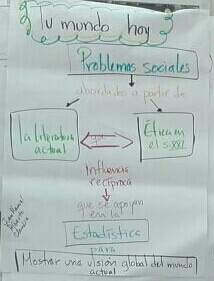 Tu mundo hoy
Problemas sociales
abordado a partir de
la literatura
actual
Ética en
el s.XXI
Influencia
recíproca
que se apoyan
en la
Estadística
para
Mostrar una visión global del mundo
actual